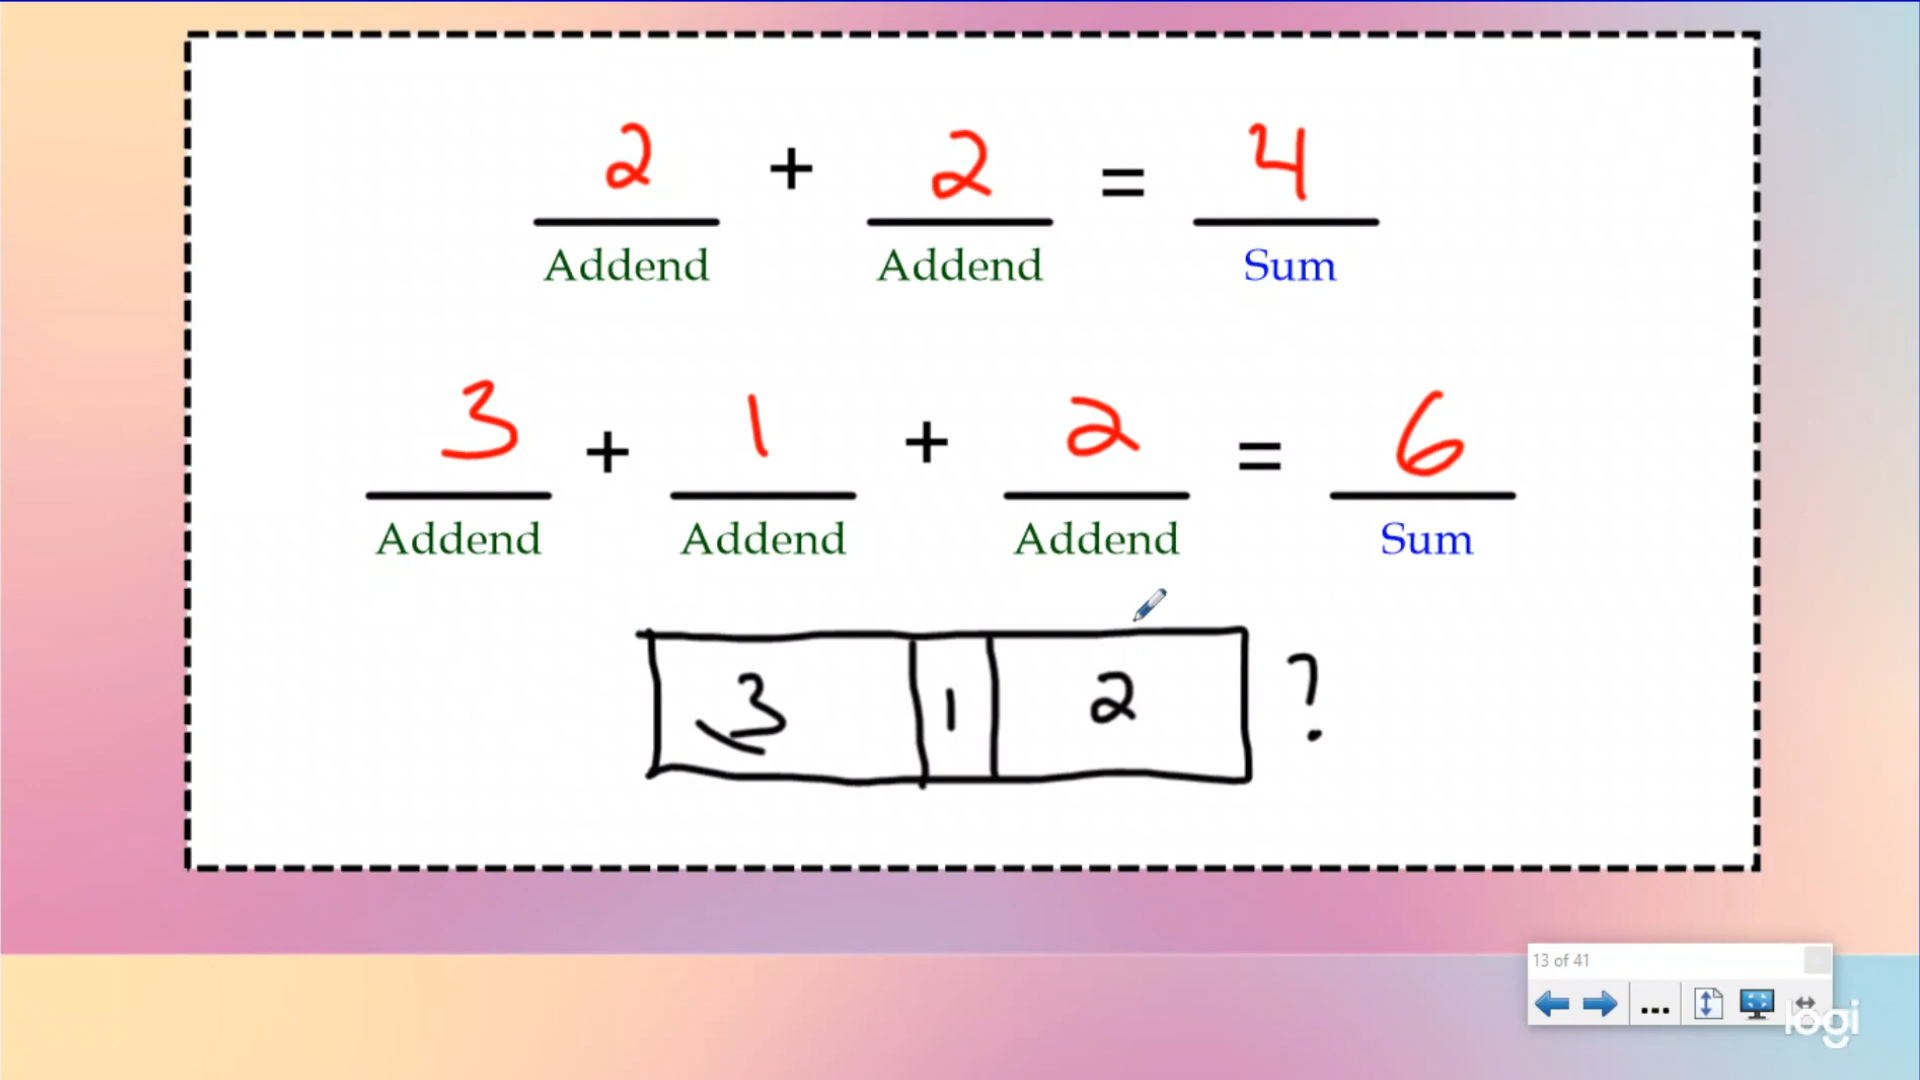 2 + 2 = 4
Addend Addend Sum
3 + 1 + 2 = 6
Addend Addend Addend Sum
3 1 2 ?
13 of 41
...
logi